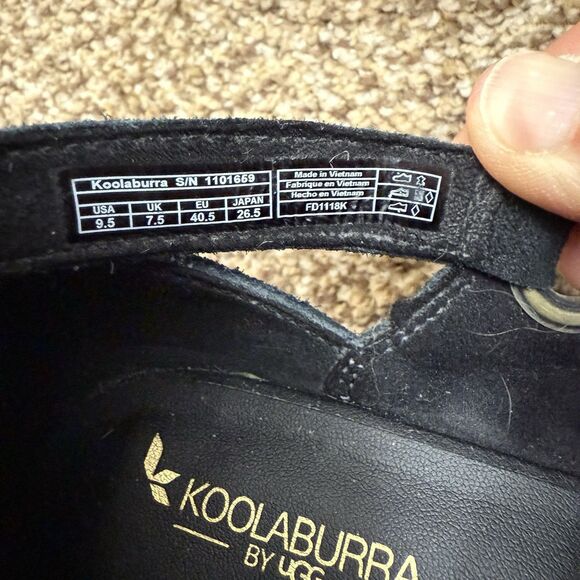 Koolaburra S/N 1101659
USA UK EU JAPAN
9.5 7.5 40.5 26.5
Made in Vietnam
Fabriqué en Vietnam
Hecho en Vietnam
FD1118K
KOOLABURRA
BY UGG